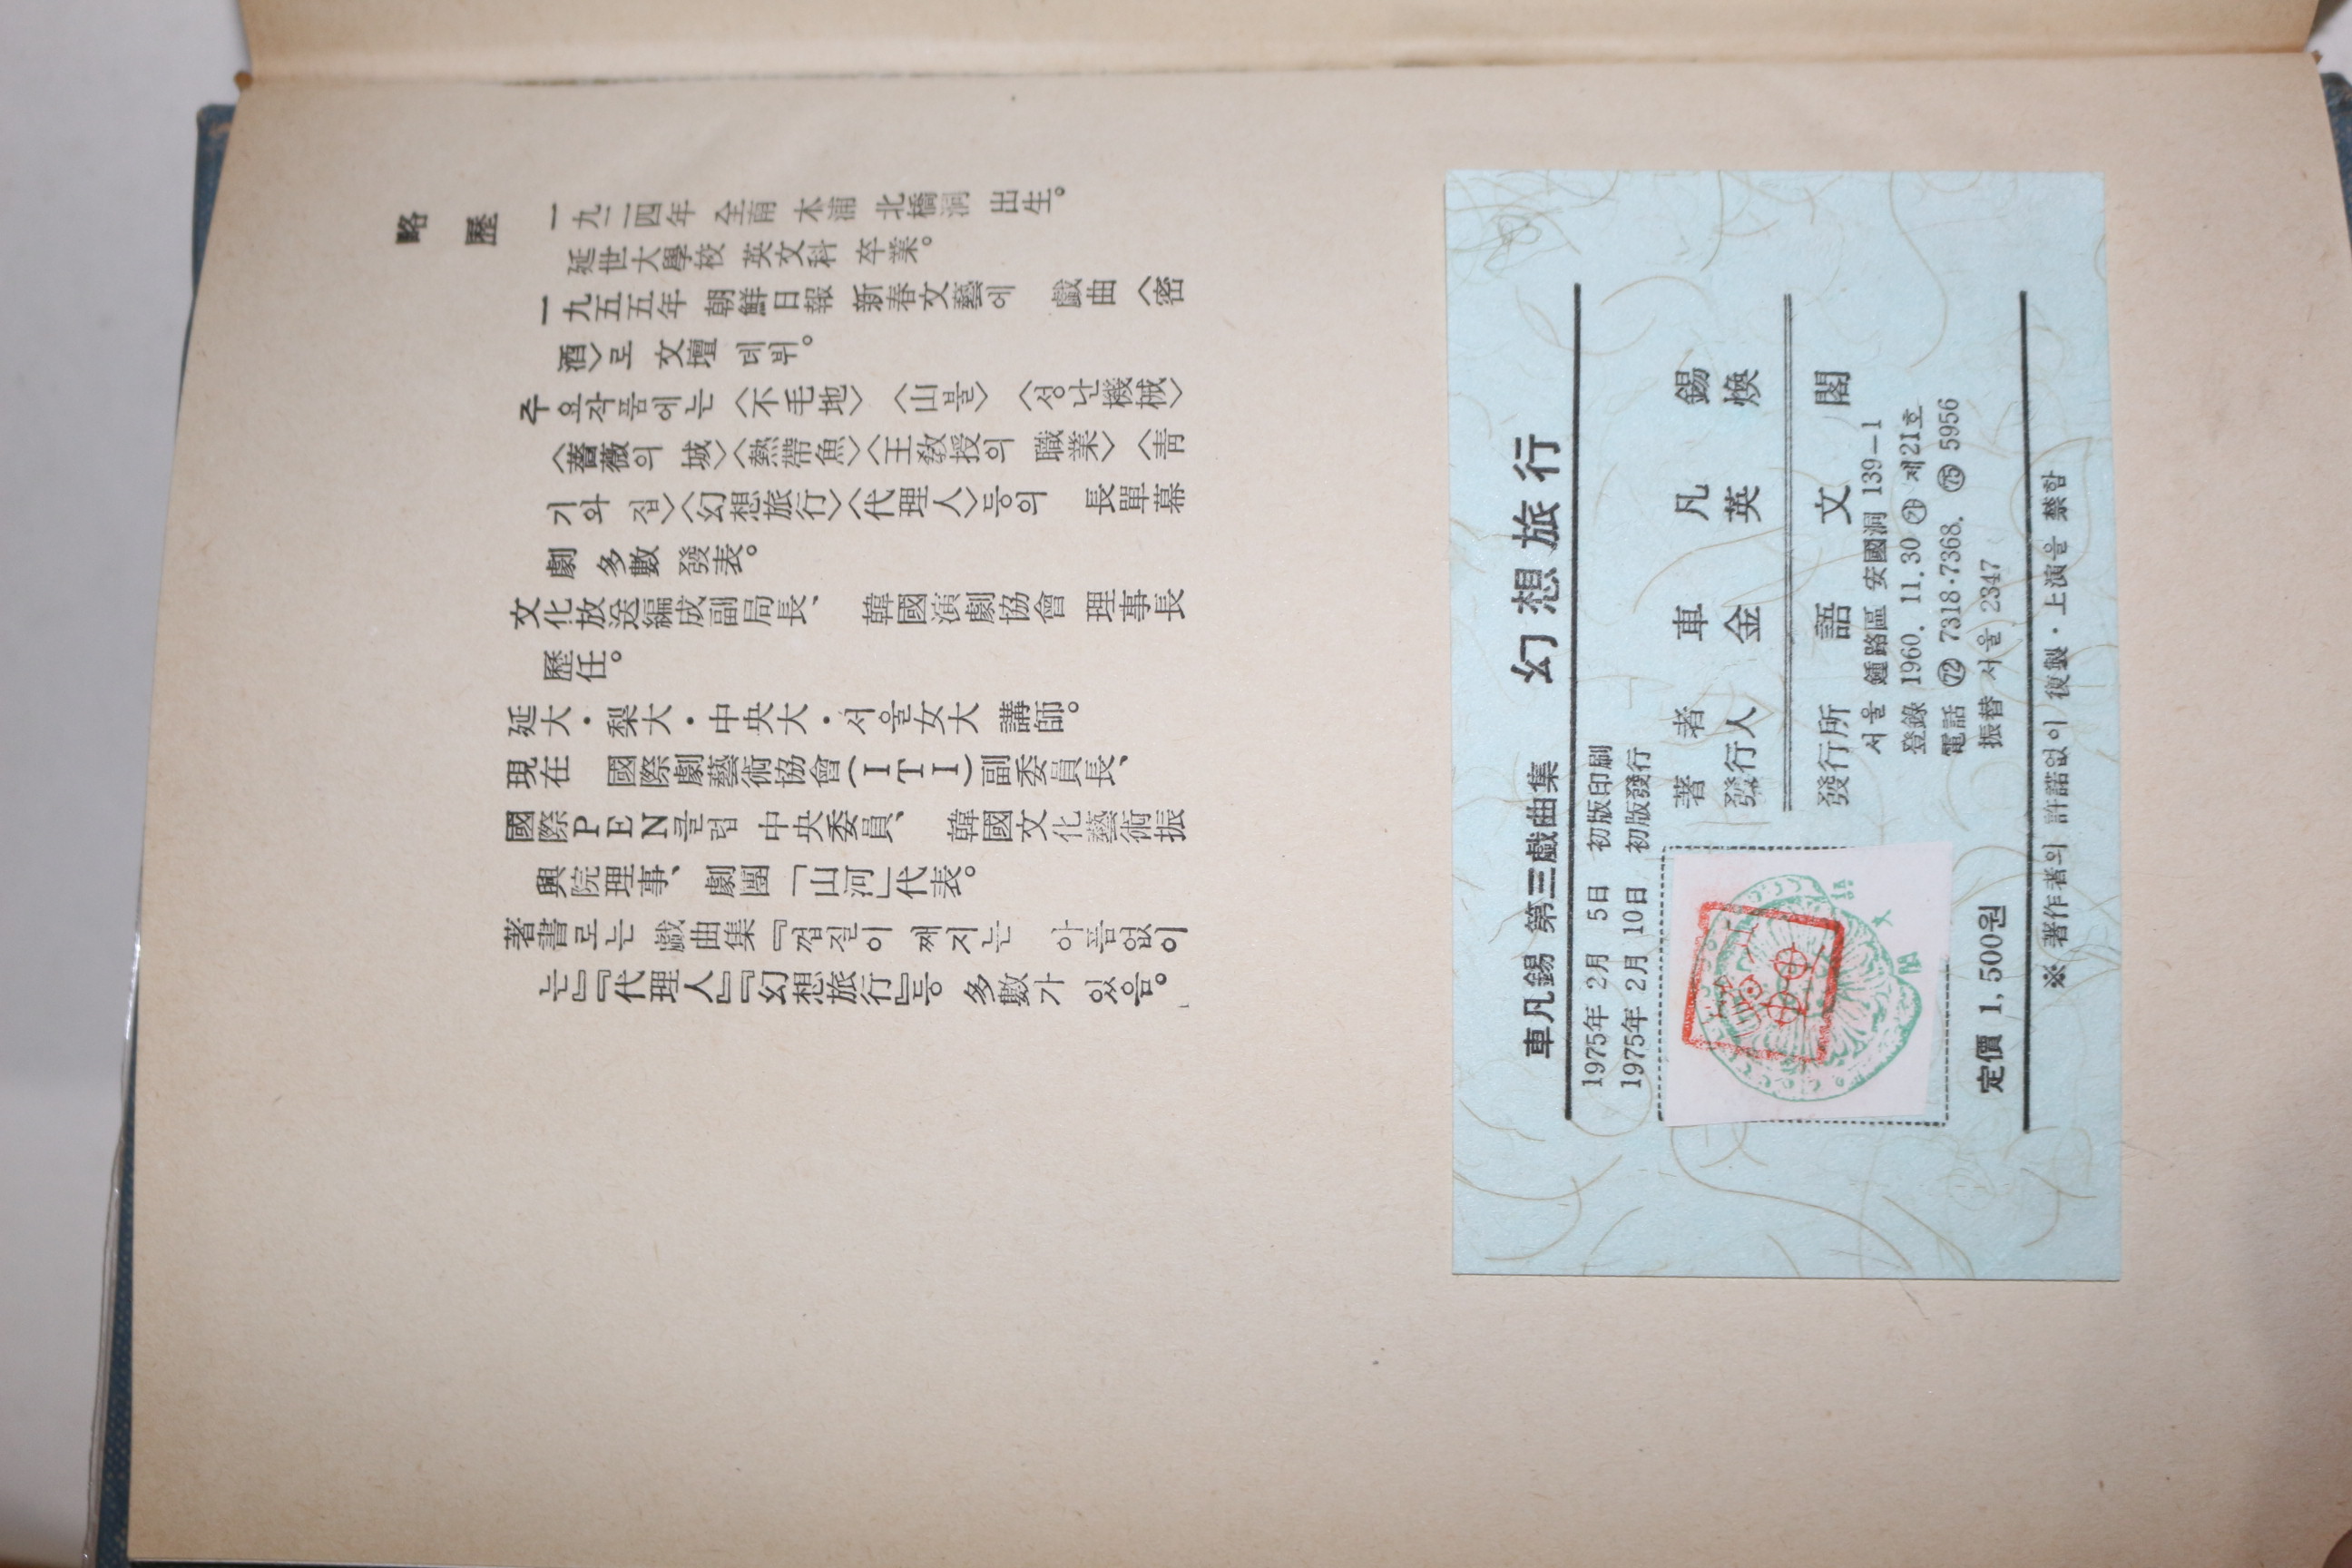 略歷
一九二四年 全南 木浦 北橋洞 出生。
延世大學校 英文科 卒業。
一九五五年 朝鮮日報 新春文藝에 戱曲 〈密
酒〉로 文壇 데뷔。
주요작품에는 〈不毛地〉 〈山불〉 〈성난機械〉
〈薔薇의 城〉〈熱帶魚〉〈王敎授의 職業〉〈靑
기와 집〉〈幻想旅行〉〈代理人〉등의 長單幕
劇 多數 發表。
文化放送編成副局長、 韓國演劇協會 理事長
歷任。
延大・梨大・中央大・서울女大 講師。
現在 國際劇藝術協會(ITI)副委員長、
國際PEN클럽 中央委員、 韓國文化藝術振
興院理事、劇團「山河」代表。
著書로는 戱曲集『껍질이 째지는 아픔없이
는』『代理人』『幻想旅行』등 多數가 있음。
車凡錫 第三戱曲集 幻想旅行
1975年 2月 5日 初版印刷
1975年 2月 10日 初版發行
著者 車凡錫
發行人 金英煥
發行所 語文閣
서울 鍾路區 安國洞 139-1
登錄 1960. 11. 30 ㉑ 제21호
電話 72 7318·7368. 75 5956
振替 서울 2347
定價 1,500원
※ 著作者의 許諾없이 復製·上演을 禁함